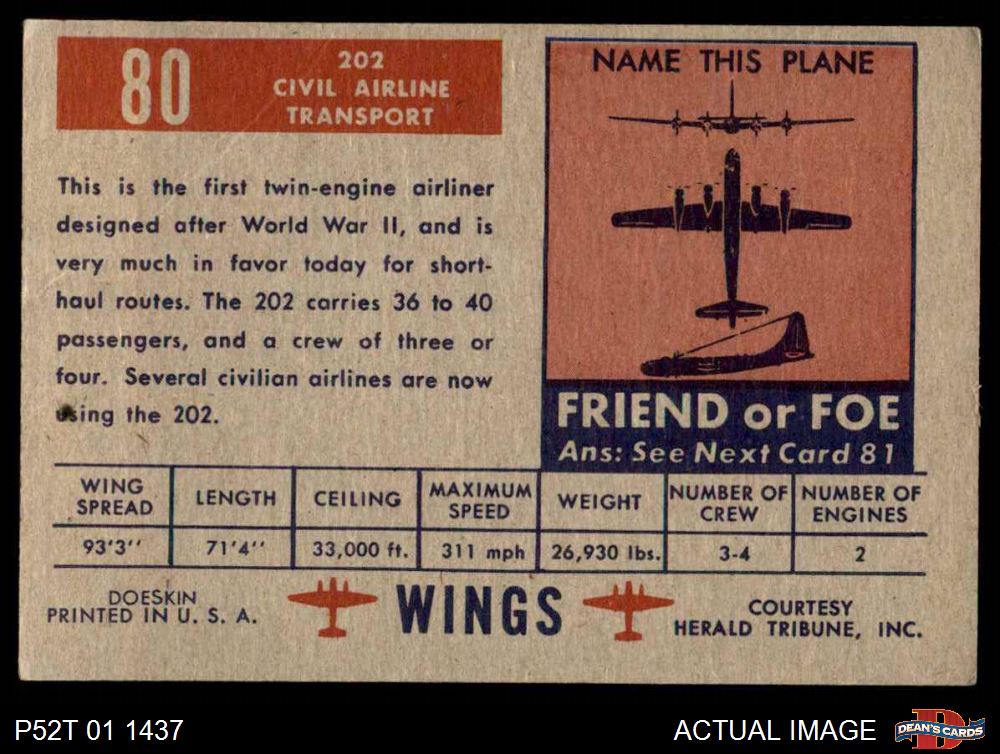 80
202
CIVIL AIRLINE
TRANSPORT
This is the first twin-engine airliner
designed after World War II, and is
very much in favor today for short-
haul routes. The 202 carries 36 to 40
passengers, and a crew of three or
four. Several civilian airlines are now
using the 202.
NAME THIS PLANE
FRIEND or FOE
Ans: See Next Card 81
WING SPREAD
LENGTH
CEILING
MAXIMUM SPEED
WEIGHT
NUMBER OF CREW
NUMBER OF ENGINES
93'3''
71'4''
33,000 ft.
311 mph
26,930 lbs.
3-4
2
DOESKIN
PRINTED IN U. S. A.
WINGS
COURTESY
HERALD TRIBUNE, INC.
P52T 01 1437
ACTUAL IMAGE
D
DEAN'S CARDS